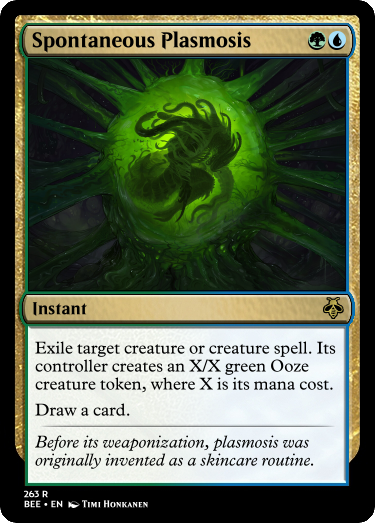 Spontaneous Plasmosis
Instant
Exile target creature or creature spell. Its
controller creates an X/X green Ooze
creature token, where X is its mana cost.
Draw a card.
Before its weaponization, plasmosis was
originally invented as a skincare routine.
263 R
BEE • EN Timi Honkanen